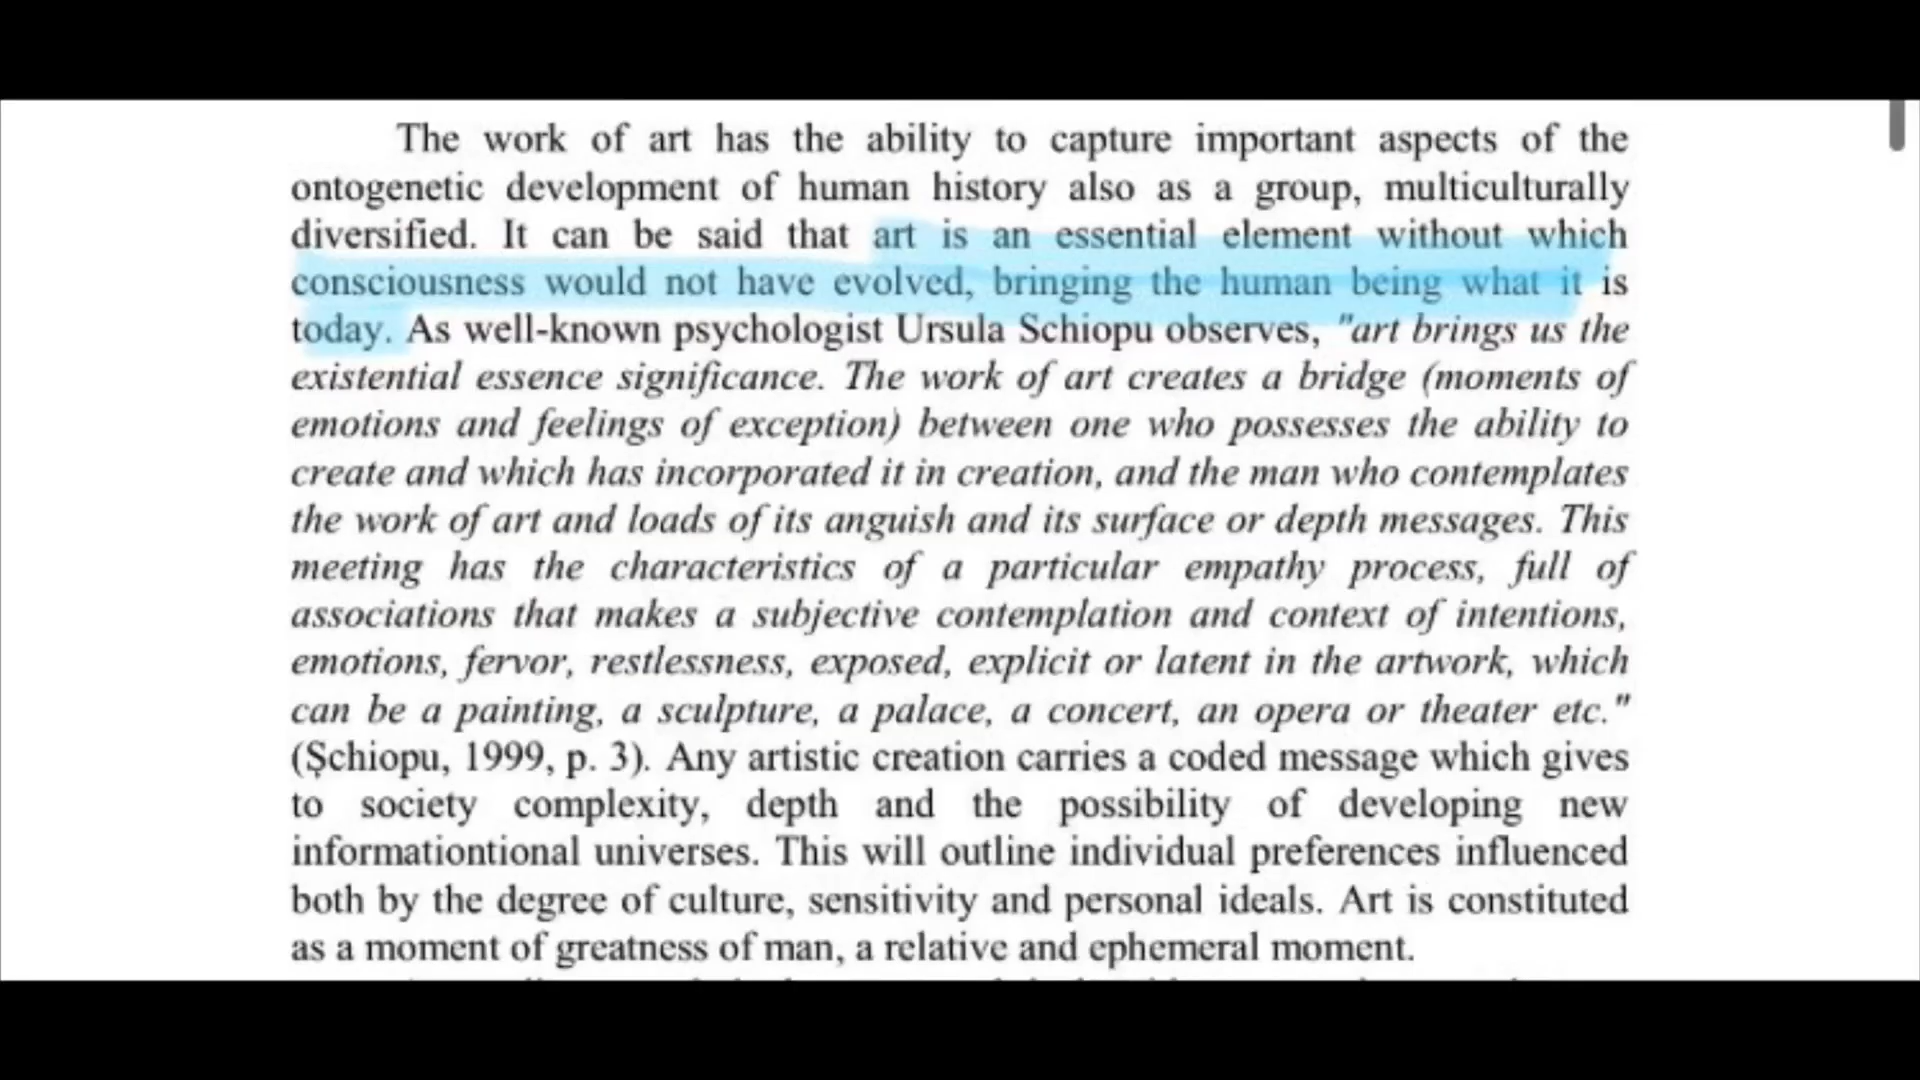 The work of art has the ability to capture important aspects of the
ontogenetic development of human history also as a group, multiculturally
diversified. It can be said that art is an essential element without which
consciousness would not have evolved, bringing the human being what it is
today. As well-known psychologist Ursula Schiopu observes, "art brings us the
existential essence significance. The work of art creates a bridge (moments of
emotions and feelings of exception) between one who possesses the ability to
create and which has incorporated it in creation, and the man who contemplates
the work of art and loads of its anguish and its surface or depth messages. This
meeting has the characteristics of a particular empathy process, full of
associations that makes a subjective contemplation and context of intentions,
emotions, fervor, restlessness, exposed, explicit or latent in the artwork, which
can be a painting, a sculpture, a palace, a concert, an opera or theater etc."
(Șchiopu, 1999, p. 3). Any artistic creation carries a coded message which gives
to society complexity, depth and the possibility of developing new
informationtional universes. This will outline individual preferences influenced
both by the degree of culture, sensitivity and personal ideals. Art is constituted
as a moment of greatness of man, a relative and ephemeral moment.